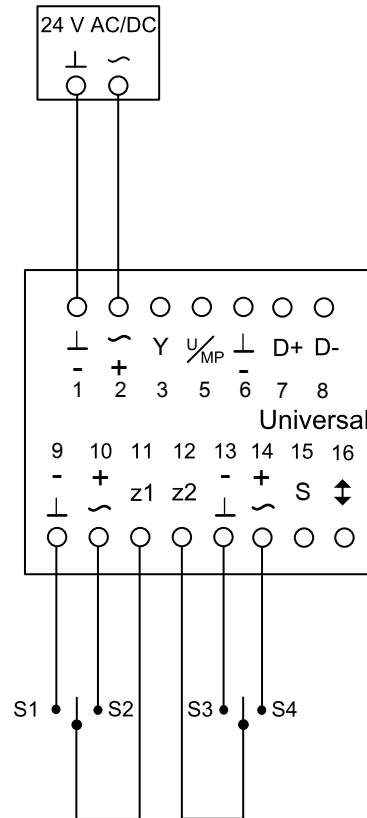 24 V AC/DC
⊥ ~
⊥ ~ Y U/MP ⊥ D+ D-
- + -
1 2 3 5 6 7 8
Universal
9 10 11 12 13 14 15 16
- + z1 z2 - + S ↕
⊥ ~ ⊥ ~
S1 S2 S3 S4